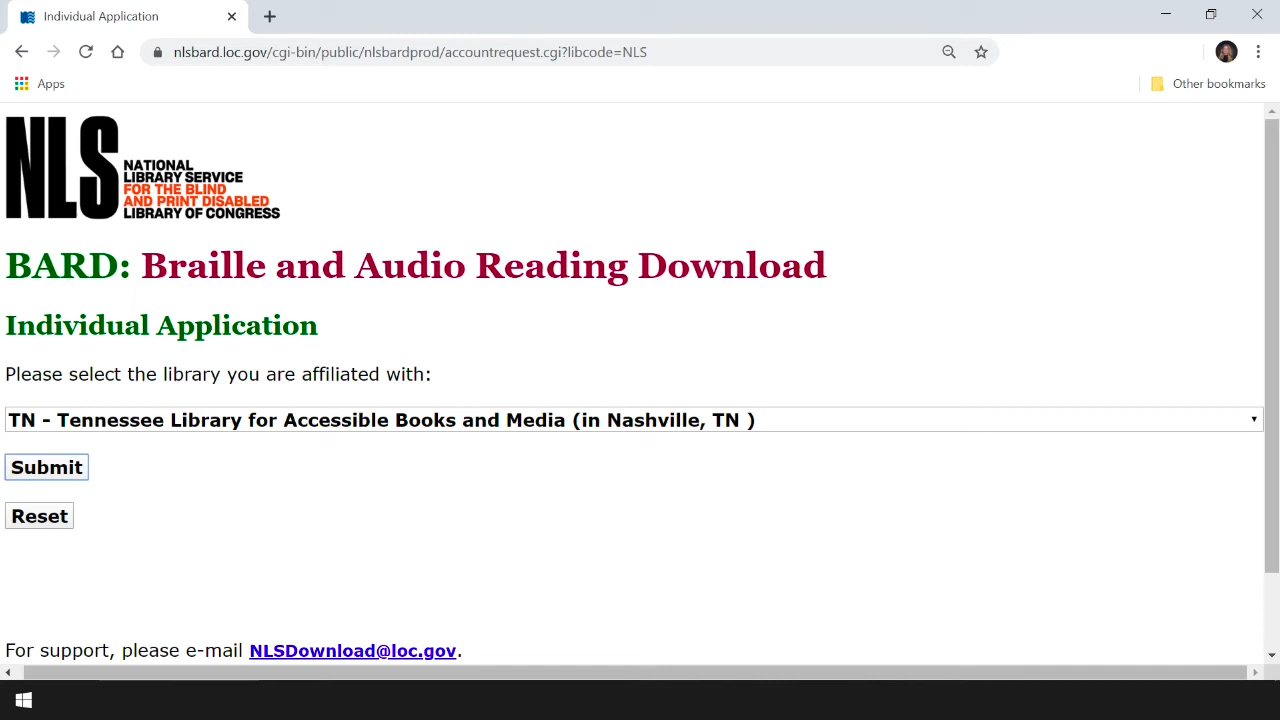 Individual Application
nlsbard.loc.gov/cgi-bin/public/nlsbardprod/accountrequest.cgi?libcode=NLS
Apps
Other bookmarks
NLS
NATIONAL
LIBRARY SERVICE
FOR THE BLIND
AND PRINT DISABLED
LIBRARY OF CONGRESS
BARD: Braille and Audio Reading Download
Individual Application
Please select the library you are affiliated with:
TN - Tennessee Library for Accessible Books and Media (in Nashville, TN )
Submit
Reset
For support, please e-mail NLSDownload@loc.gov.